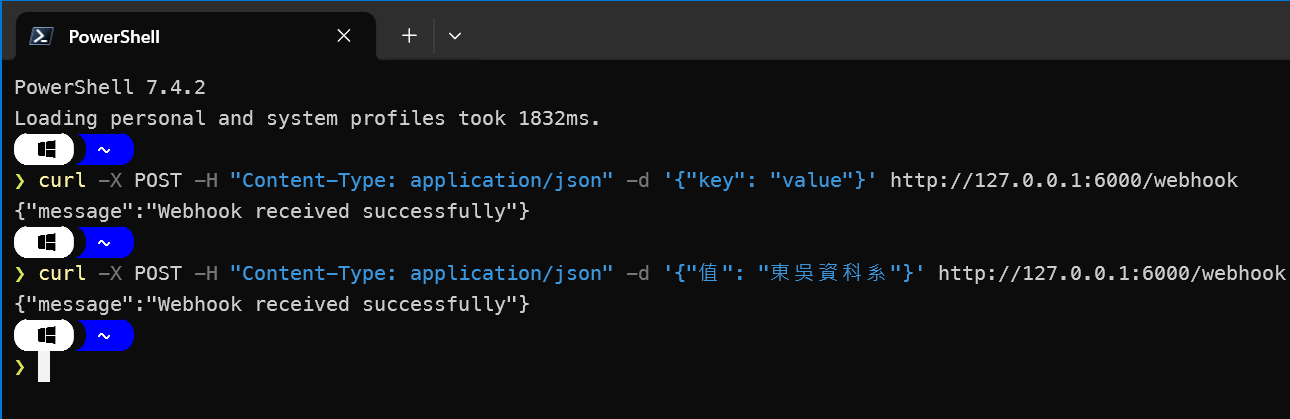 PowerShell
PowerShell 7.4.2
Loading personal and system profiles took 1832ms.
~
❯ curl -X POST -H "Content-Type: application/json" -d '{"key": "value"}' http://127.0.0.1:6000/webhook
{"message":"Webhook received successfully"}
~
❯ curl -X POST -H "Content-Type: application/json" -d '{"值": "東吳資科系"}' http://127.0.0.1:6000/webhook
{"message":"Webhook received successfully"}
~
❯